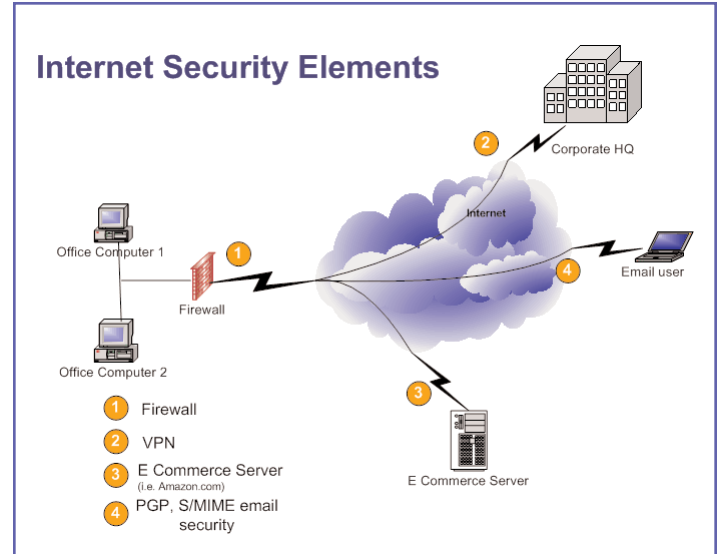 Internet Security Elements
2
Corporate HQ
Internet
Office Computer 1
1
4
Email user
Firewall
Office Computer 2
3
1 Firewall
2 VPN
3 E Commerce Server
(i.e. Amazon.com)
4 PGP, S/MIME email
security
E Commerce Server